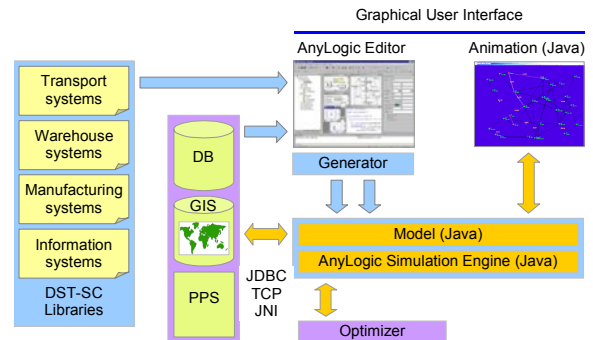 Graphical User Interface
AnyLogic Editor
Animation (Java)
Transport
systems
Warehouse
systems
Manufacturing
systems
Information
systems
DST-SC
Libraries
DB
GIS
PPS
JDBC
TCP
JNI
Generator
Model (Java)
AnyLogic Simulation Engine (Java)
Optimizer